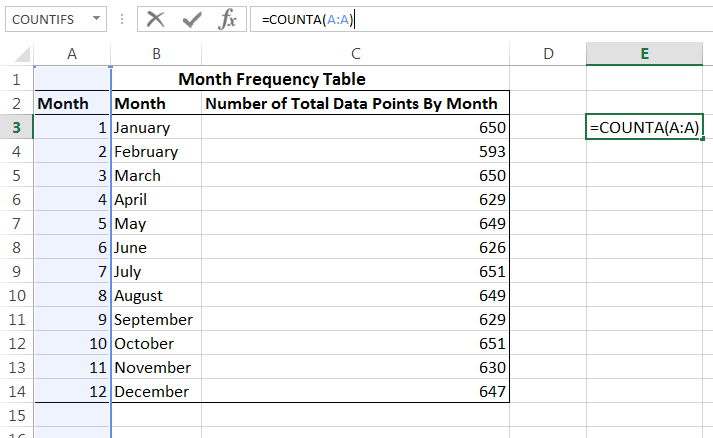 COUNTIFS fx =COUNTA(A:A)
A B C D E
1 Month Frequency Table
2 Month Month Number of Total Data Points By Month
3 1 January 650 =COUNTA(A:A)
4 2 February 593
5 3 March 650
6 4 April 629
7 5 May 649
8 6 June 626
9 7 July 651
10 8 August 649
11 9 September 629
12 10 October 651
13 11 November 630
14 12 December 647
15